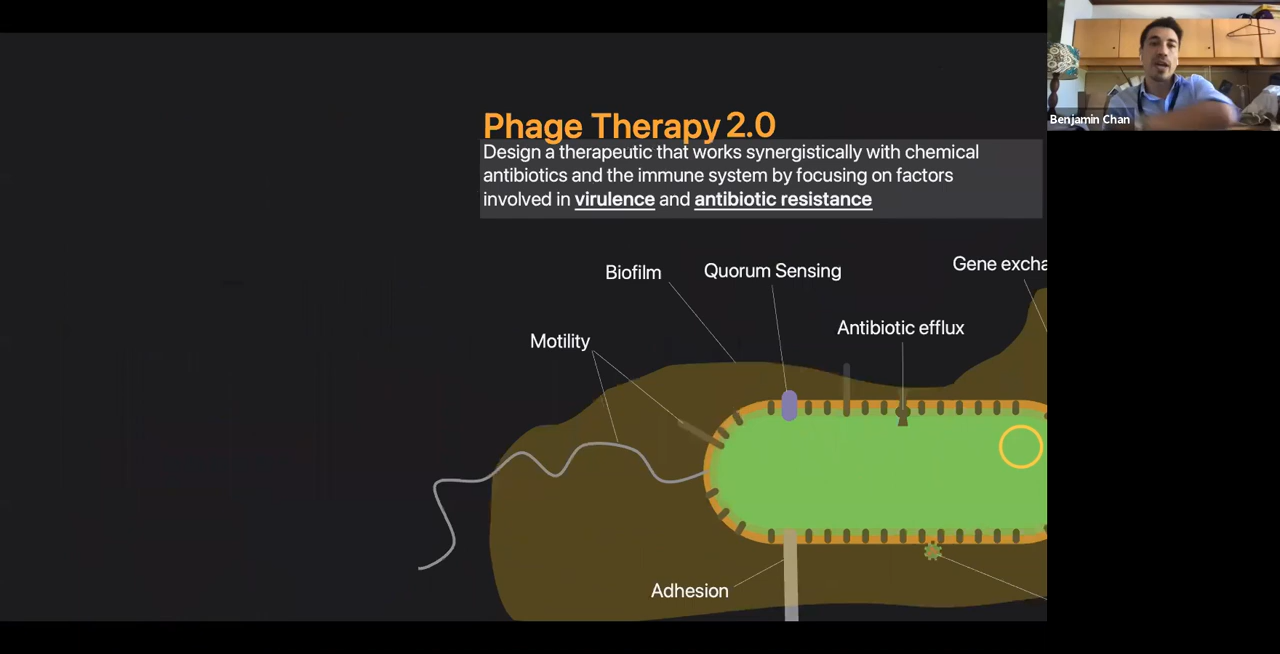 Phage Therapy 2.0
Design a therapeutic that works synergistically with chemical
antibiotics and the immune system by focusing on factors
involved in virulence and antibiotic resistance
Benjamin Chan
Gene excha
Biofilm
Quorum Sensing
Antibiotic efflux
Motility
Adhesion